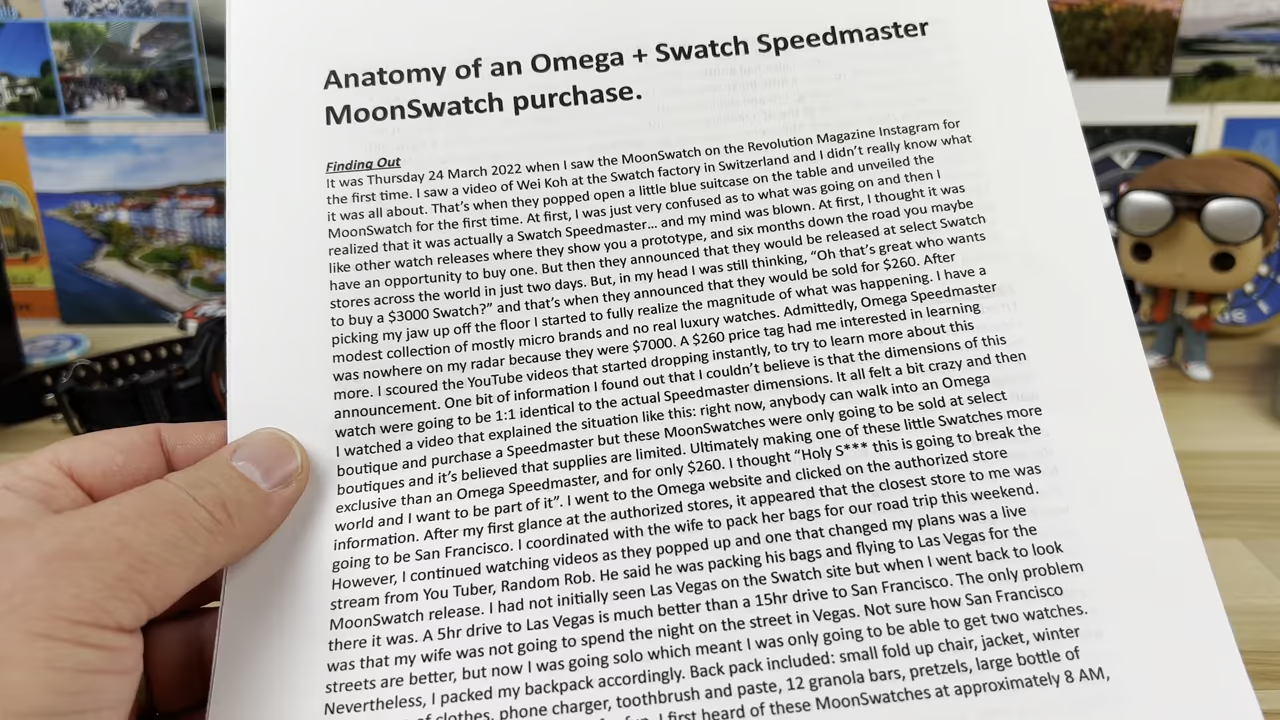 Anatomy of an Omega + Swatch Speedmaster
MoonSwatch purchase.
Finding Out
It was Thursday 24 March 2022 when I saw the MoonSwatch on the Revolution Magazine Instagram for
the first time. I saw a video of Wei Koh at the Swatch factory in Switzerland and I didn't really know what
it was all about. That's when they popped open a little blue suitcase on the table and unveiled the
MoonSwatch for the first time. At first, I was just very confused as to what was going on and then I
realized that it was actually a Swatch Speedmaster… and my mind was blown. At first, I thought it was
like other watch releases where they show you a prototype, and six months down the road you maybe
have an opportunity to buy one. But then they announced that they would be released at select Swatch
stores across the world in just two days. But, in my head I was still thinking, "Oh that's great who wants
to buy a $3000 Swatch?" and that's when they announced that they would be sold for $260. After
picking my jaw up off the floor I started to fully realize the magnitude of what was happening. I have a
modest collection of mostly micro brands and no real luxury watches. Admittedly, Omega Speedmaster
was nowhere on my radar because they were $7000. A $260 price tag had me interested in learning
more. I scoured the YouTube videos that started dropping instantly, to try to learn more about this
announcement. One bit of information I found out that I couldn't believe is that the dimensions of this
watch were going to be 1:1 identical to the actual Speedmaster dimensions. It all felt a bit crazy and then
I watched a video that explained the situation like this: right now, anybody can walk into an Omega
boutique and purchase a Speedmaster but these MoonSwatches were only going to be sold at select
boutiques and it's believed that supplies are limited. Ultimately making one of these little Swatches more
exclusive than an Omega Speedmaster, and for only $260. I thought "Holy S*** this is going to break the
world and I want to be part of it". I went to the Omega website and clicked on the authorized store
information. After my first glance at the authorized stores, it appeared that the closest store to me was
going to be San Francisco. I coordinated with the wife to pack her bags for our road trip this weekend.
However, I continued watching videos as they popped up and one that changed my plans was a live
stream from You Tuber, Random Rob. He said he was packing his bags and flying to Las Vegas for the
MoonSwatch release. I had not initially seen Las Vegas on the Swatch site but when I went back to look
there it was. A 5hr drive to Las Vegas is much better than a 15hr drive to San Francisco. The only problem
was that my wife was not going to spend the night on the street in Vegas. Not sure how San Francisco
streets are better, but now I was going solo which meant I was only going to be able to get two watches.
Nevertheless, I packed my backpack accordingly. Back pack included: small fold up chair, jacket, winter
of clothes, phone charger, toothbrush and paste, 12 granola bars, pretzels, large bottle of
I first heard of these MoonSwatches at approximately 8 AM,